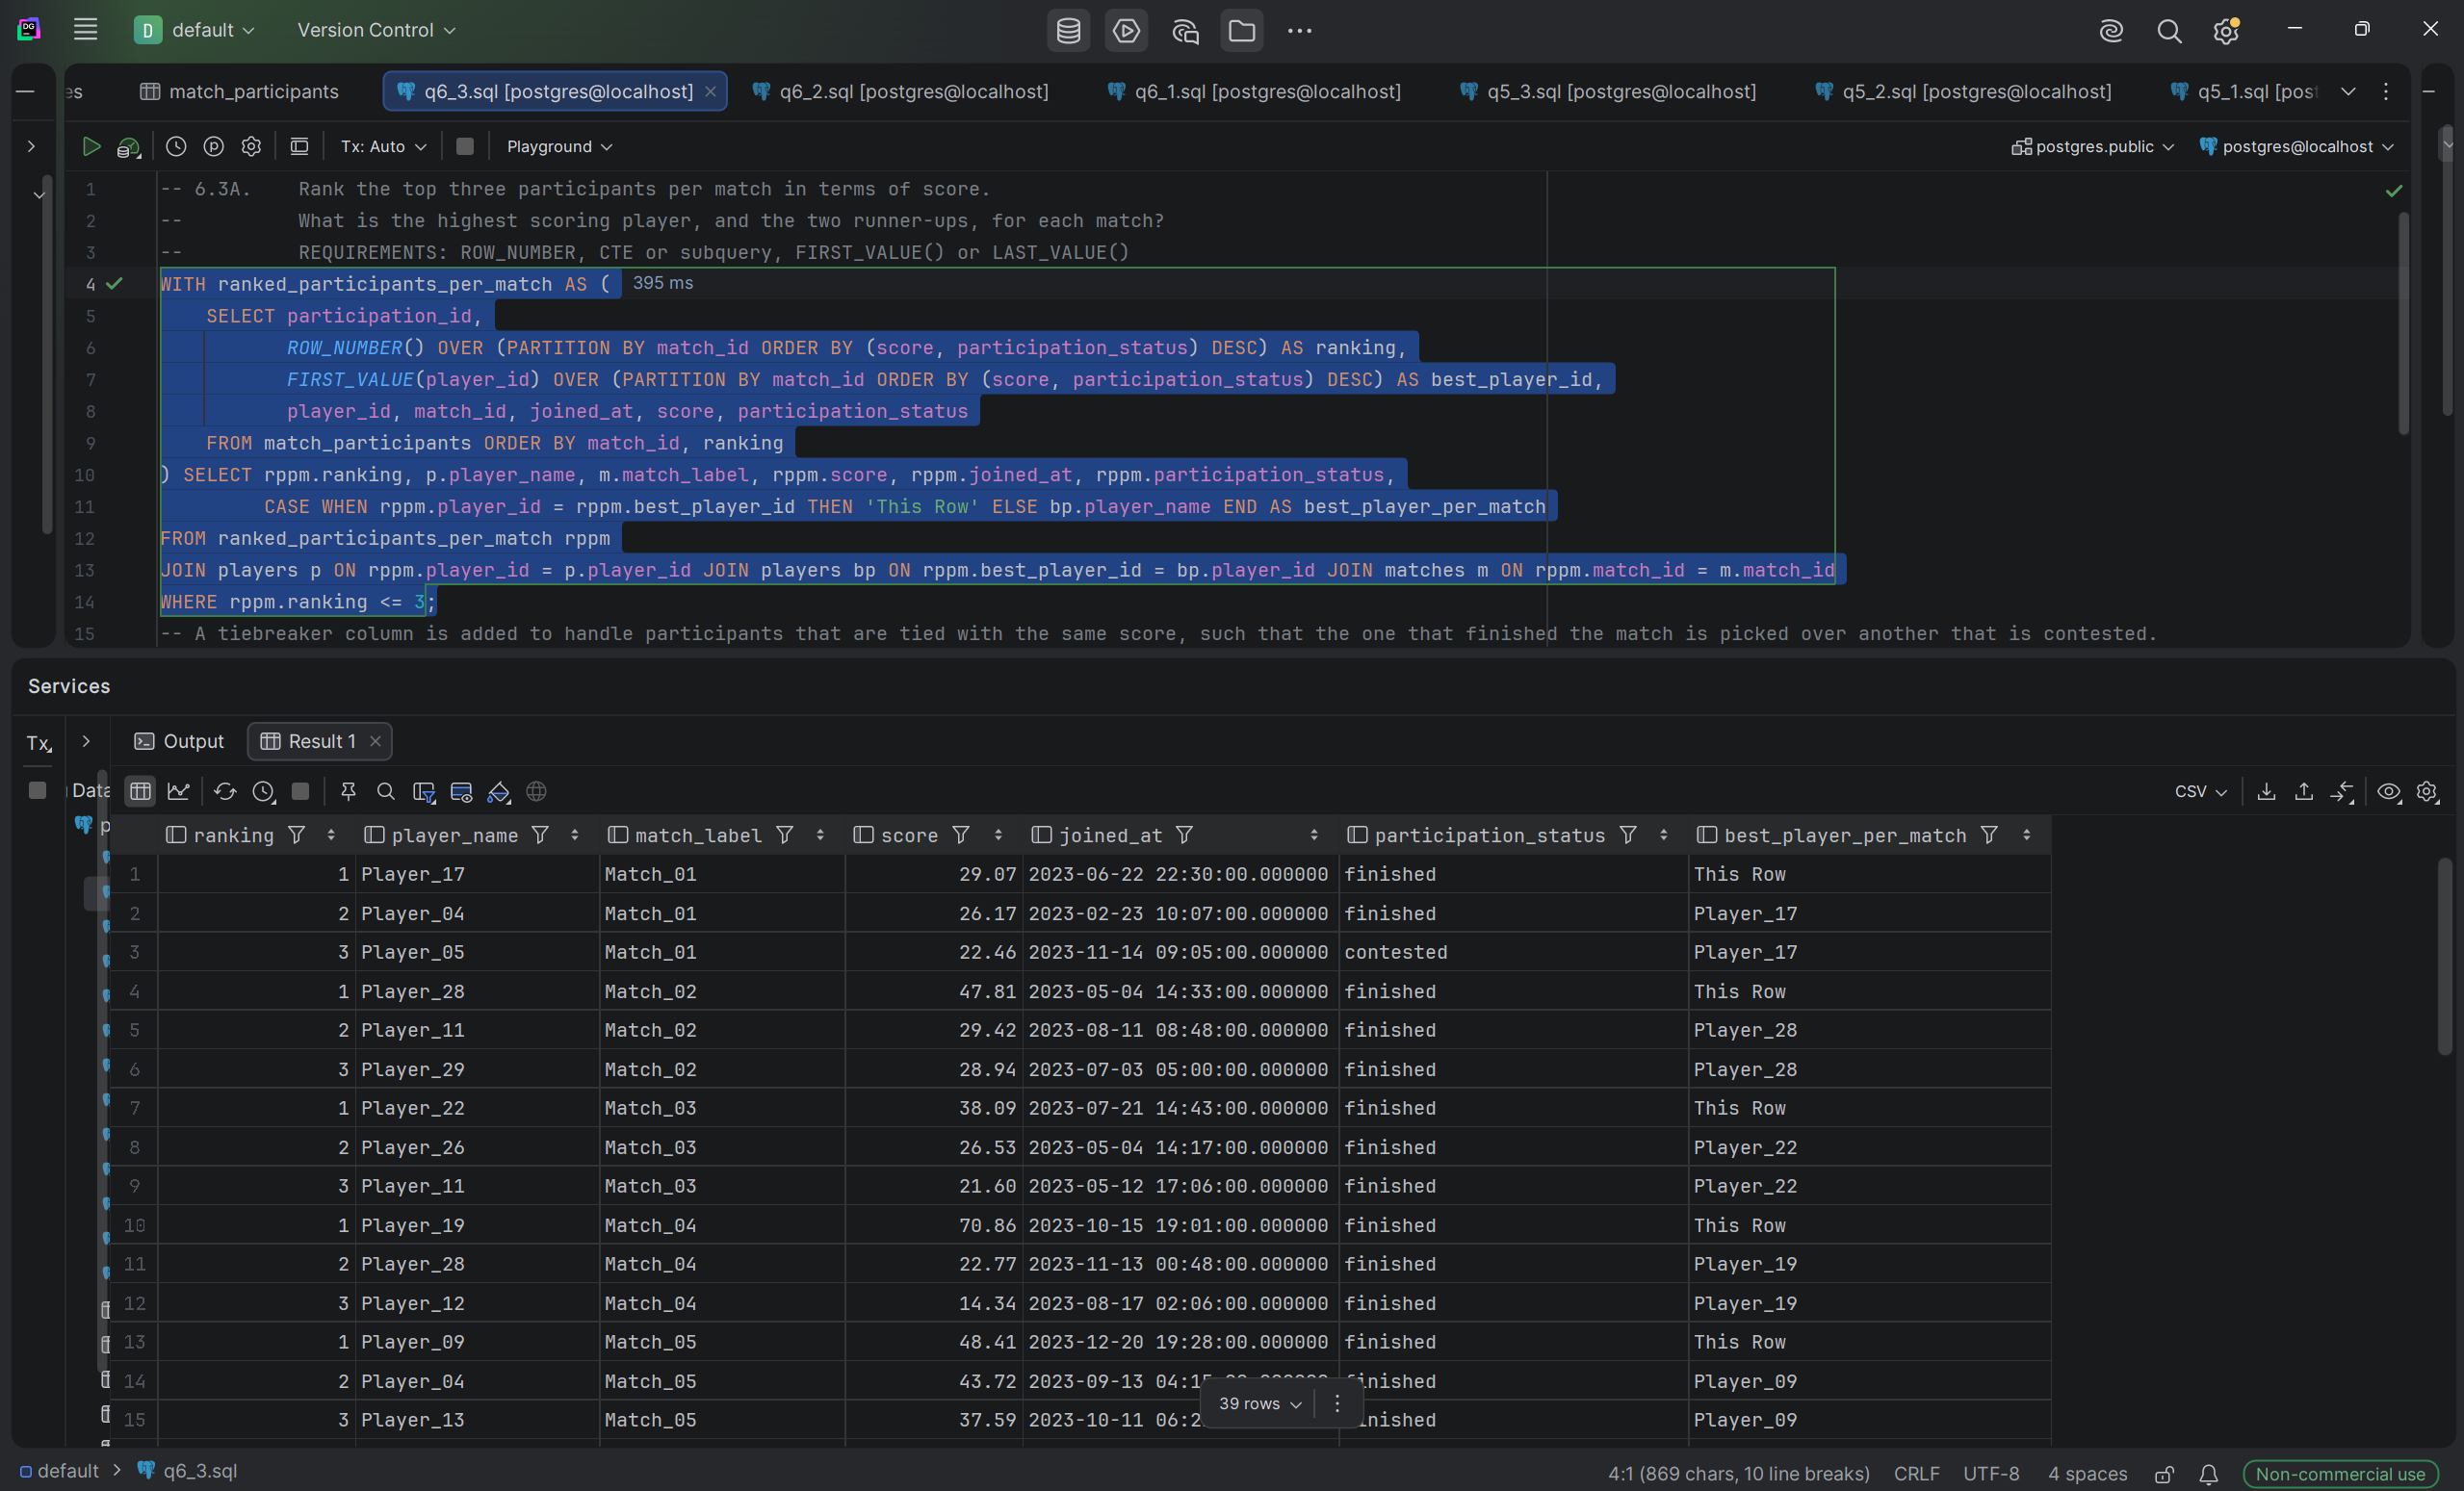 DG D default Version Control
es match_participants q6_3.sql [postgres@localhost] q6_2.sql [postgres@localhost] q6_1.sql [postgres@localhost] q5_3.sql [postgres@localhost] q5_2.sql [postgres@localhost] q5_1.sql [post
Tx: Auto Playground postgres.public postgres@localhost
1 -- 6.3A. Rank the top three participants per match in terms of score.
2 -- What is the highest scoring player, and the two runner-ups, for each match?
3 -- REQUIREMENTS: ROW_NUMBER, CTE or subquery, FIRST_VALUE() or LAST_VALUE()
4 WITH ranked_participants_per_match AS ( 395 ms
5 SELECT participation_id,
6 ROW_NUMBER() OVER (PARTITION BY match_id ORDER BY (score, participation_status) DESC) AS ranking,
7 FIRST_VALUE(player_id) OVER (PARTITION BY match_id ORDER BY (score, participation_status) DESC) AS best_player_id,
8 player_id, match_id, joined_at, score, participation_status
9 FROM match_participants ORDER BY match_id, ranking
10 ) SELECT rppm.ranking, p.player_name, m.match_label, rppm.score, rppm.joined_at, rppm.participation_status,
11 CASE WHEN rppm.player_id = rppm.best_player_id THEN 'This Row' ELSE bp.player_name END AS best_player_per_match
12 FROM ranked_participants_per_match rppm
13 JOIN players p ON rppm.player_id = p.player_id JOIN players bp ON rppm.best_player_id = bp.player_id JOIN matches m ON rppm.match_id = m.match_id
14 WHERE rppm.ranking <= 3;
15 -- A tiebreaker column is added to handle participants that are tied with the same score, such that the one that finished the match is picked over another that is contested.
Services
Tx Output Result 1
Data CSV
p ranking player_name match_label score joined_at participation_status best_player_per_match
1 1 Player_17 Match_01 29.07 2023-06-22 22:30:00.000000 finished This Row
2 2 Player_04 Match_01 26.17 2023-02-23 10:07:00.000000 finished Player_17
3 3 Player_05 Match_01 22.46 2023-11-14 09:05:00.000000 contested Player_17
4 1 Player_28 Match_02 47.81 2023-05-04 14:33:00.000000 finished This Row
5 2 Player_11 Match_02 29.42 2023-08-11 08:48:00.000000 finished Player_28
6 3 Player_29 Match_02 28.94 2023-07-03 05:00:00.000000 finished Player_28
7 1 Player_22 Match_03 38.09 2023-07-21 14:43:00.000000 finished This Row
8 2 Player_26 Match_03 26.53 2023-05-04 14:17:00.000000 finished Player_22
9 3 Player_11 Match_03 21.60 2023-05-12 17:06:00.000000 finished Player_22
10 1 Player_19 Match_04 70.86 2023-10-15 19:01:00.000000 finished This Row
11 2 Player_28 Match_04 22.77 2023-11-13 00:48:00.000000 finished Player_19
12 3 Player_12 Match_04 14.34 2023-08-17 02:06:00.000000 finished Player_19
13 1 Player_09 Match_05 48.41 2023-12-20 19:28:00.000000 finished This Row
14 2 Player_04 Match_05 43.72 2023-09-13 Player_09
39 rows
15 3 Player_13 Match_05 37.59 2023-10-11 Player_09
default q6_3.sql 4:1 (869 chars, 10 line breaks) CRLF UTF-8 4 spaces Non-commercial use